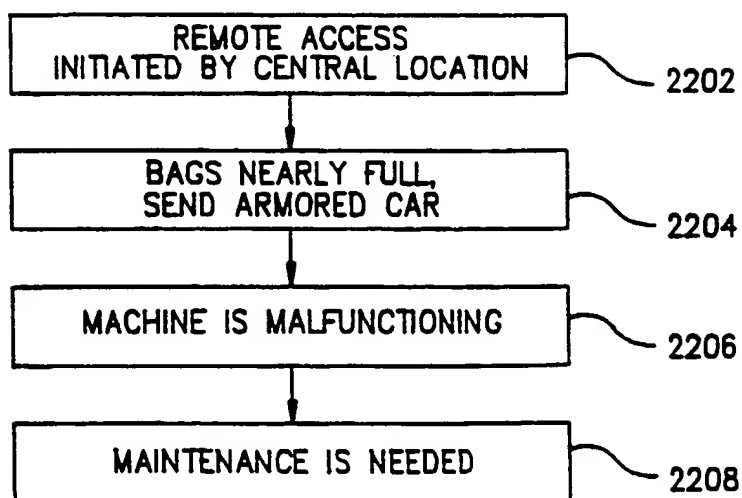 REMOTE ACCESS
INITIATED BY CENTRAL LOCATION
2202
BAGS NEARLY FULL,
SEND ARMORED CAR
2204
MACHINE IS MALFUNCTIONING
2206
MAINTENANCE IS NEEDED
2208